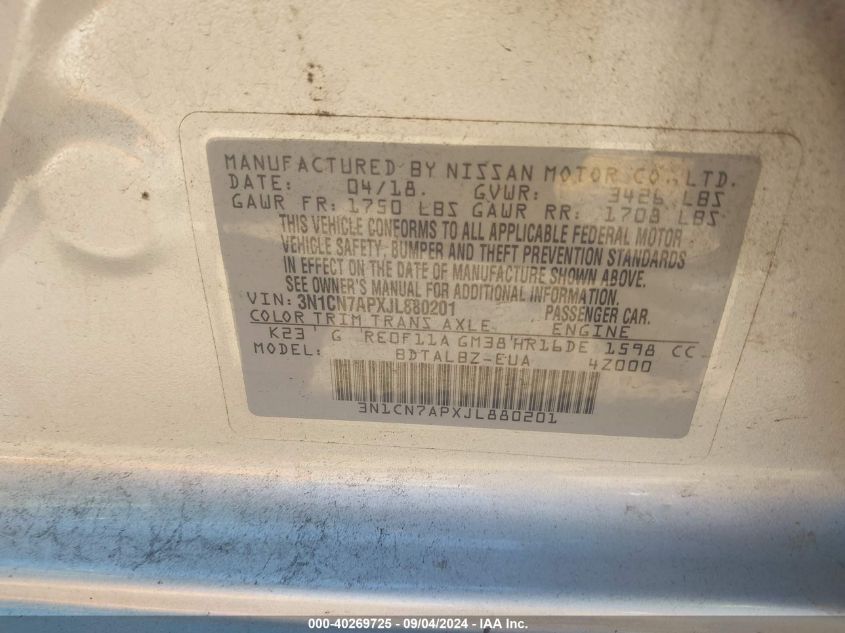 MANUFACTURED BY NISSAN MOTOR CO., LTD.
DATE: 04/18. GVWR: 3426 LBS
GAWR FR: 1750 LBS GAWR RR: 1708 LBS
THIS VEHICLE CONFORMS TO ALL APPLICABLE FEDERAL MOTOR
VEHICLE SAFETY, BUMPER AND THEFT PREVENTION STANDARDS
IN EFFECT ON THE DATE OF MANUFACTURE SHOWN ABOVE.
SEE OWNER'S MANUAL FOR ADDITIONAL INFORMATION.
VIN: 3N1CN7APXJL880201 PASSENGER CAR.
COLOR TRIM TRANS AXLE ENGINE
K23 G RE0F11A GM38 HR16DE 1598 CC
MODEL: BDTALBZ-EUA 4Z000
3N1CN7APXJL880201
000-40269725 - 09/04/2024 - IAA Inc.